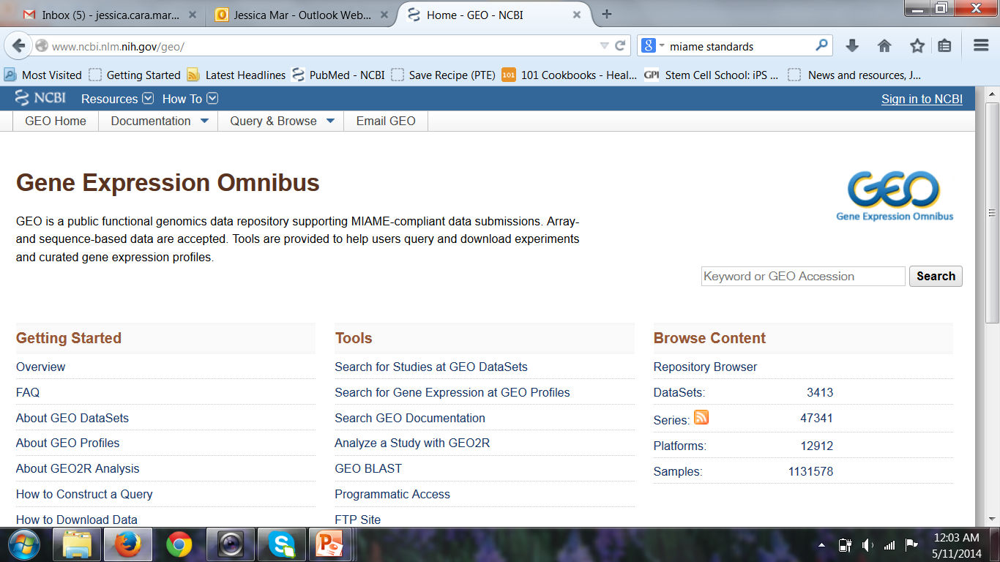 Inbox (5) - jessica.cara.mar...
Jessica Mar - Outlook Web...
Home - GEO - NCBI
www.ncbi.nlm.nih.gov/geo/
8 miame standards
Most Visited Getting Started Latest Headlines PubMed - NCBI Save Recipe (PTE) 101 101 Cookbooks - Heal... GPI Stem Cell School: iPS ... News and resources, J...
NCBI Resources How To Sign in to NCBI
GEO Home Documentation Query & Browse Email GEO
Gene Expression Omnibus
GEO
Gene Expression Omnibus
GEO is a public functional genomics data repository supporting MIAME-compliant data submissions. Array-
and sequence-based data are accepted. Tools are provided to help users query and download experiments
and curated gene expression profiles.
Keyword or GEO Accession Search
Getting Started
Overview
FAQ
About GEO DataSets
About GEO Profiles
About GEO2R Analysis
How to Construct a Query
How to Download Data
Tools
Search for Studies at GEO DataSets
Search for Gene Expression at GEO Profiles
Search GEO Documentation
Analyze a Study with GEO2R
GEO BLAST
Programmatic Access
FTP Site
Browse Content
Repository Browser
DataSets: 3413
Series: 47341
Platforms: 12912
Samples: 1131578
12:03 AM
5/11/2014